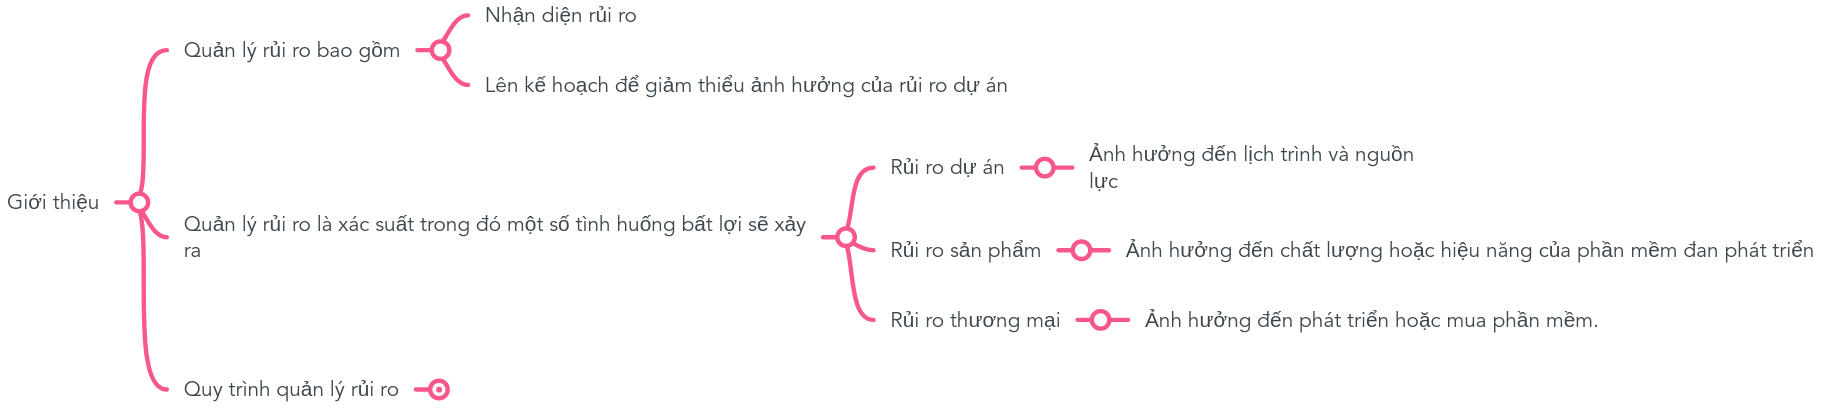 Giới thiệu
Quản lý rủi ro bao gồm
Nhận diện rủi ro
Lên kế hoạch để giảm thiểu ảnh hưởng của rủi ro dự án
Quản lý rủi ro là xác suất trong đó một số tình huống bất lợi sẽ xảy
ra
Rủi ro dự án
Ảnh hưởng đến lịch trình và nguồn
lực
Rủi ro sản phẩm
Ảnh hưởng đến chất lượng hoặc hiệu năng của phần mềm đan phát triển
Rủi ro thương mại
Ảnh hưởng đến phát triển hoặc mua phần mềm.
Quy trình quản lý rủi ro